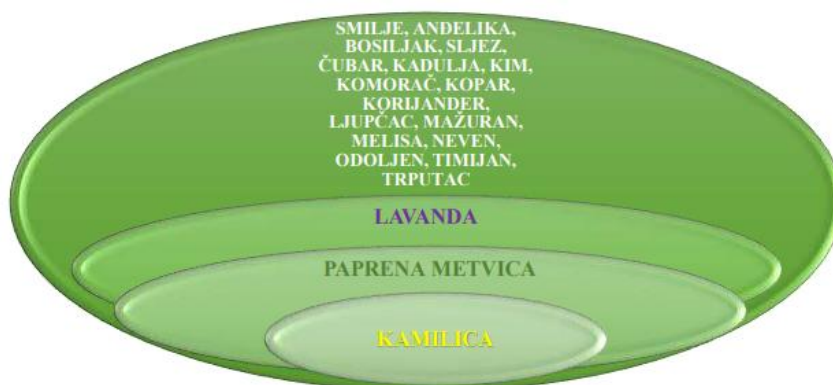 SMILJE, ANĐELIKA,
BOSILJAK, SLJEZ,
ČUBAR, KADULJA, KIM,
KOMORAČ, KOPAR,
KORIJANDER,
LJUPČAC, MAŽURAN,
MELISA, NEVEN,
ODOLJEN, TIMIJAN,
TRPUTAC
LAVANDA
PAPRENA METVICA
KAMILICA